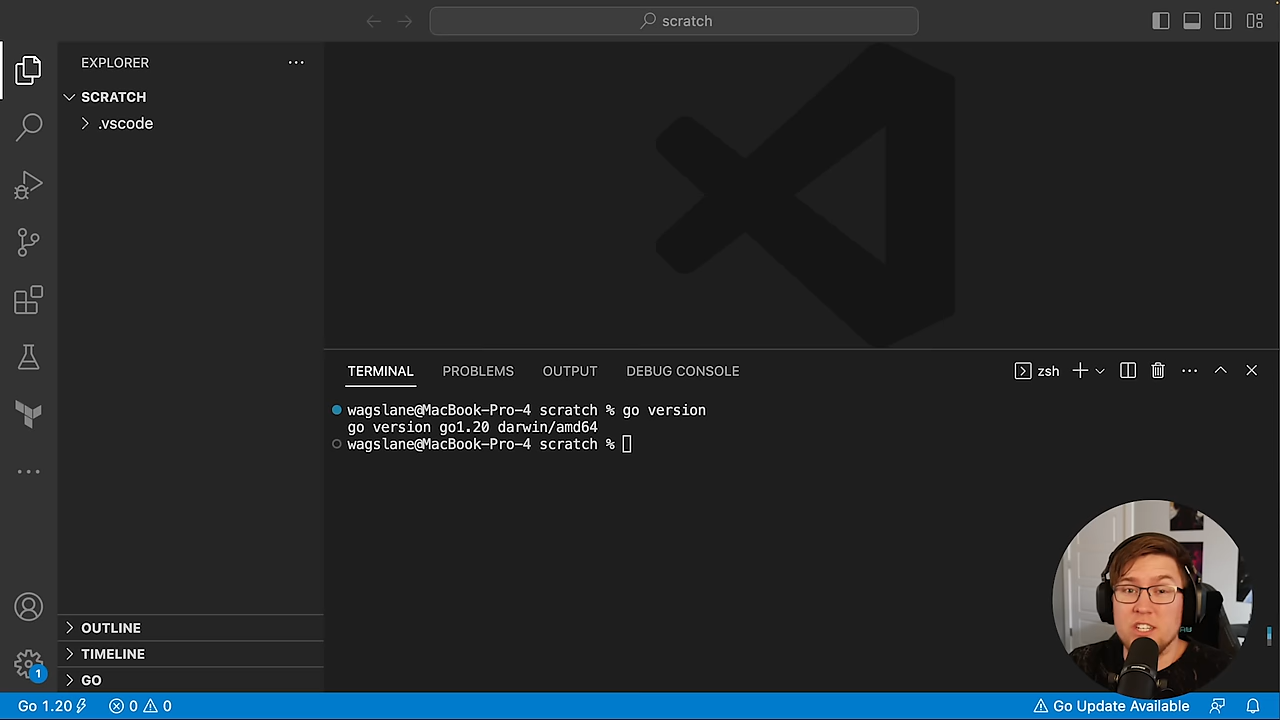 scratch
EXPLORER
SCRATCH
.vscode
TERMINAL
PROBLEMS
OUTPUT
DEBUG CONSOLE
zsh
wagslane@MacBook-Pro-4 scratch % go version
go version go1.20 darwin/amd64
wagslane@MacBook-Pro-4 scratch %
OUTLINE
TIMELINE
1
GO
Go 1.20
0
0
Go Update Available